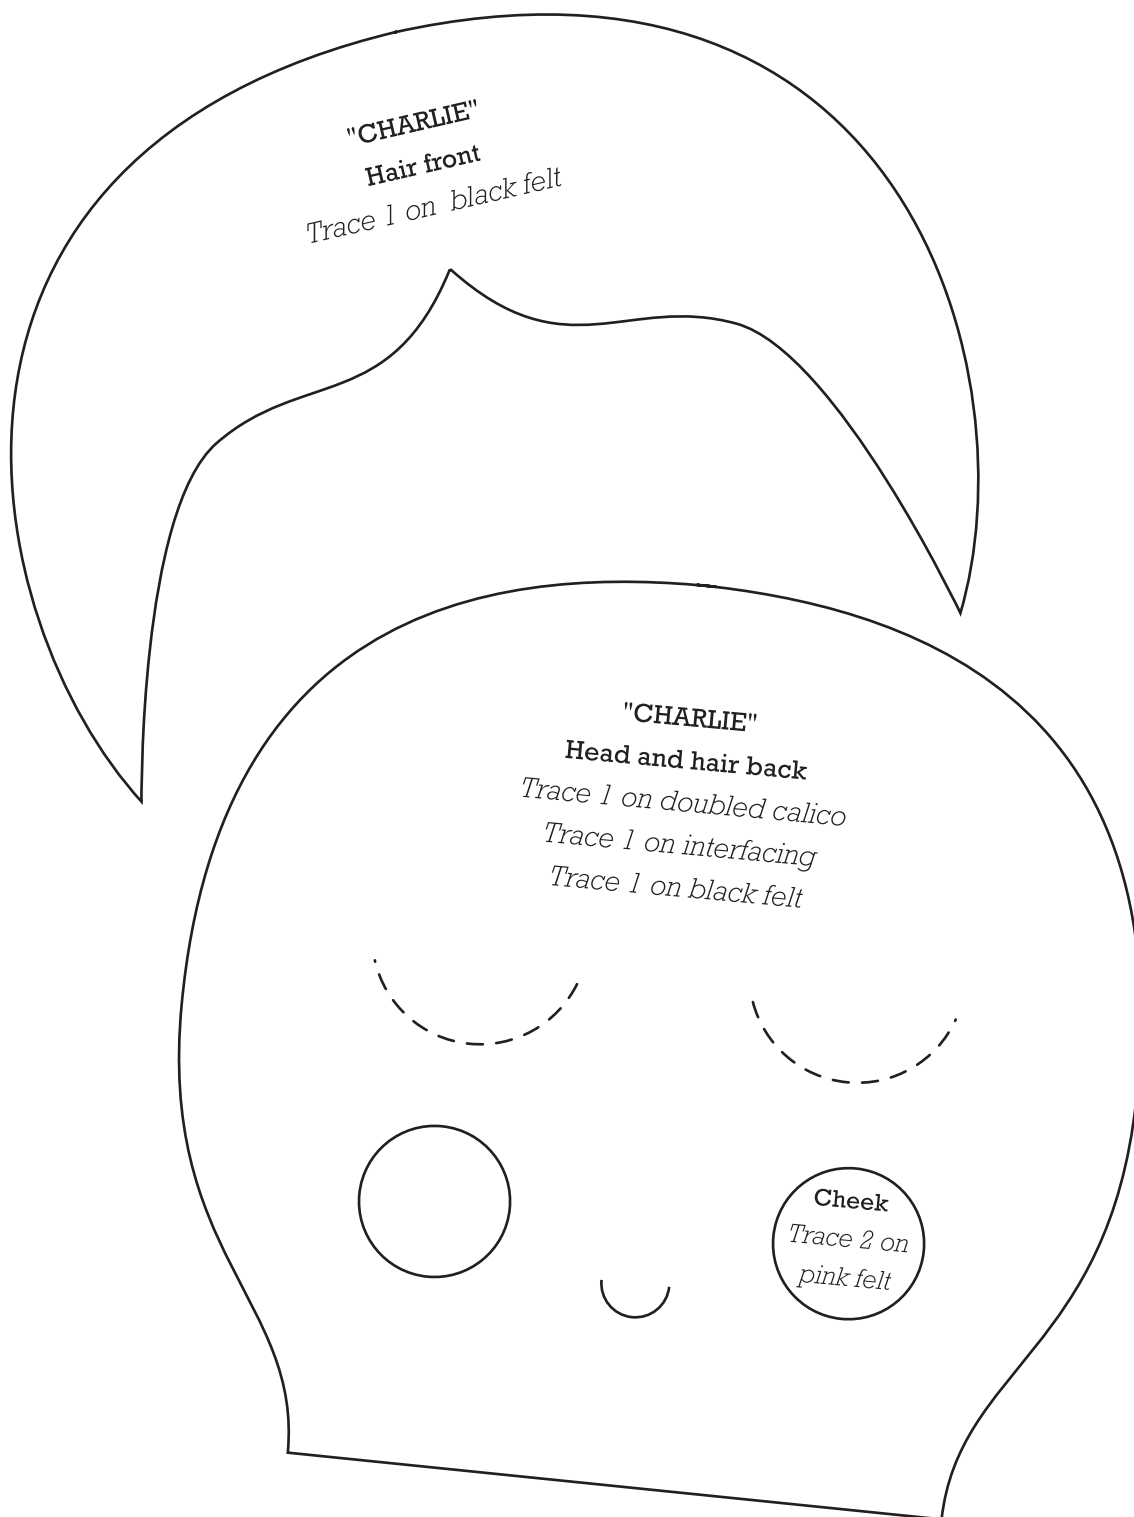 "CHARLIE"
Hair front
Trace 1 on black felt
"CHARLIE"
Head and hair back
Trace 1 on doubled calico
Trace 1 on interfacing
Trace 1 on black felt
Cheek
Trace 2 on
pink felt